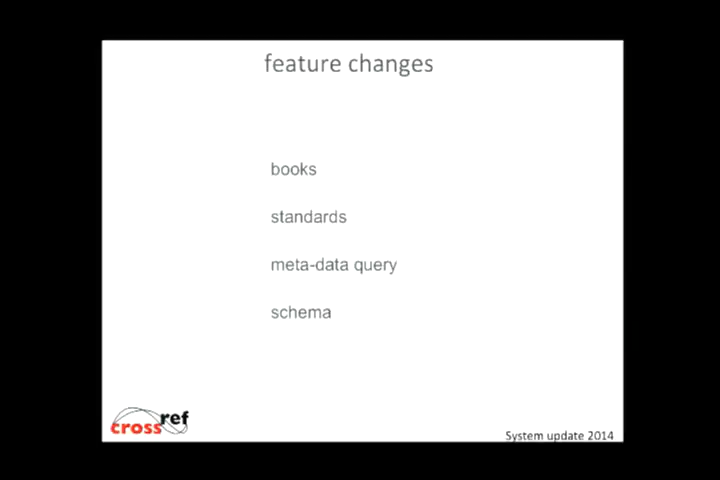 feature changes
books
standards
meta-data query
schema
crossref
System update 2014